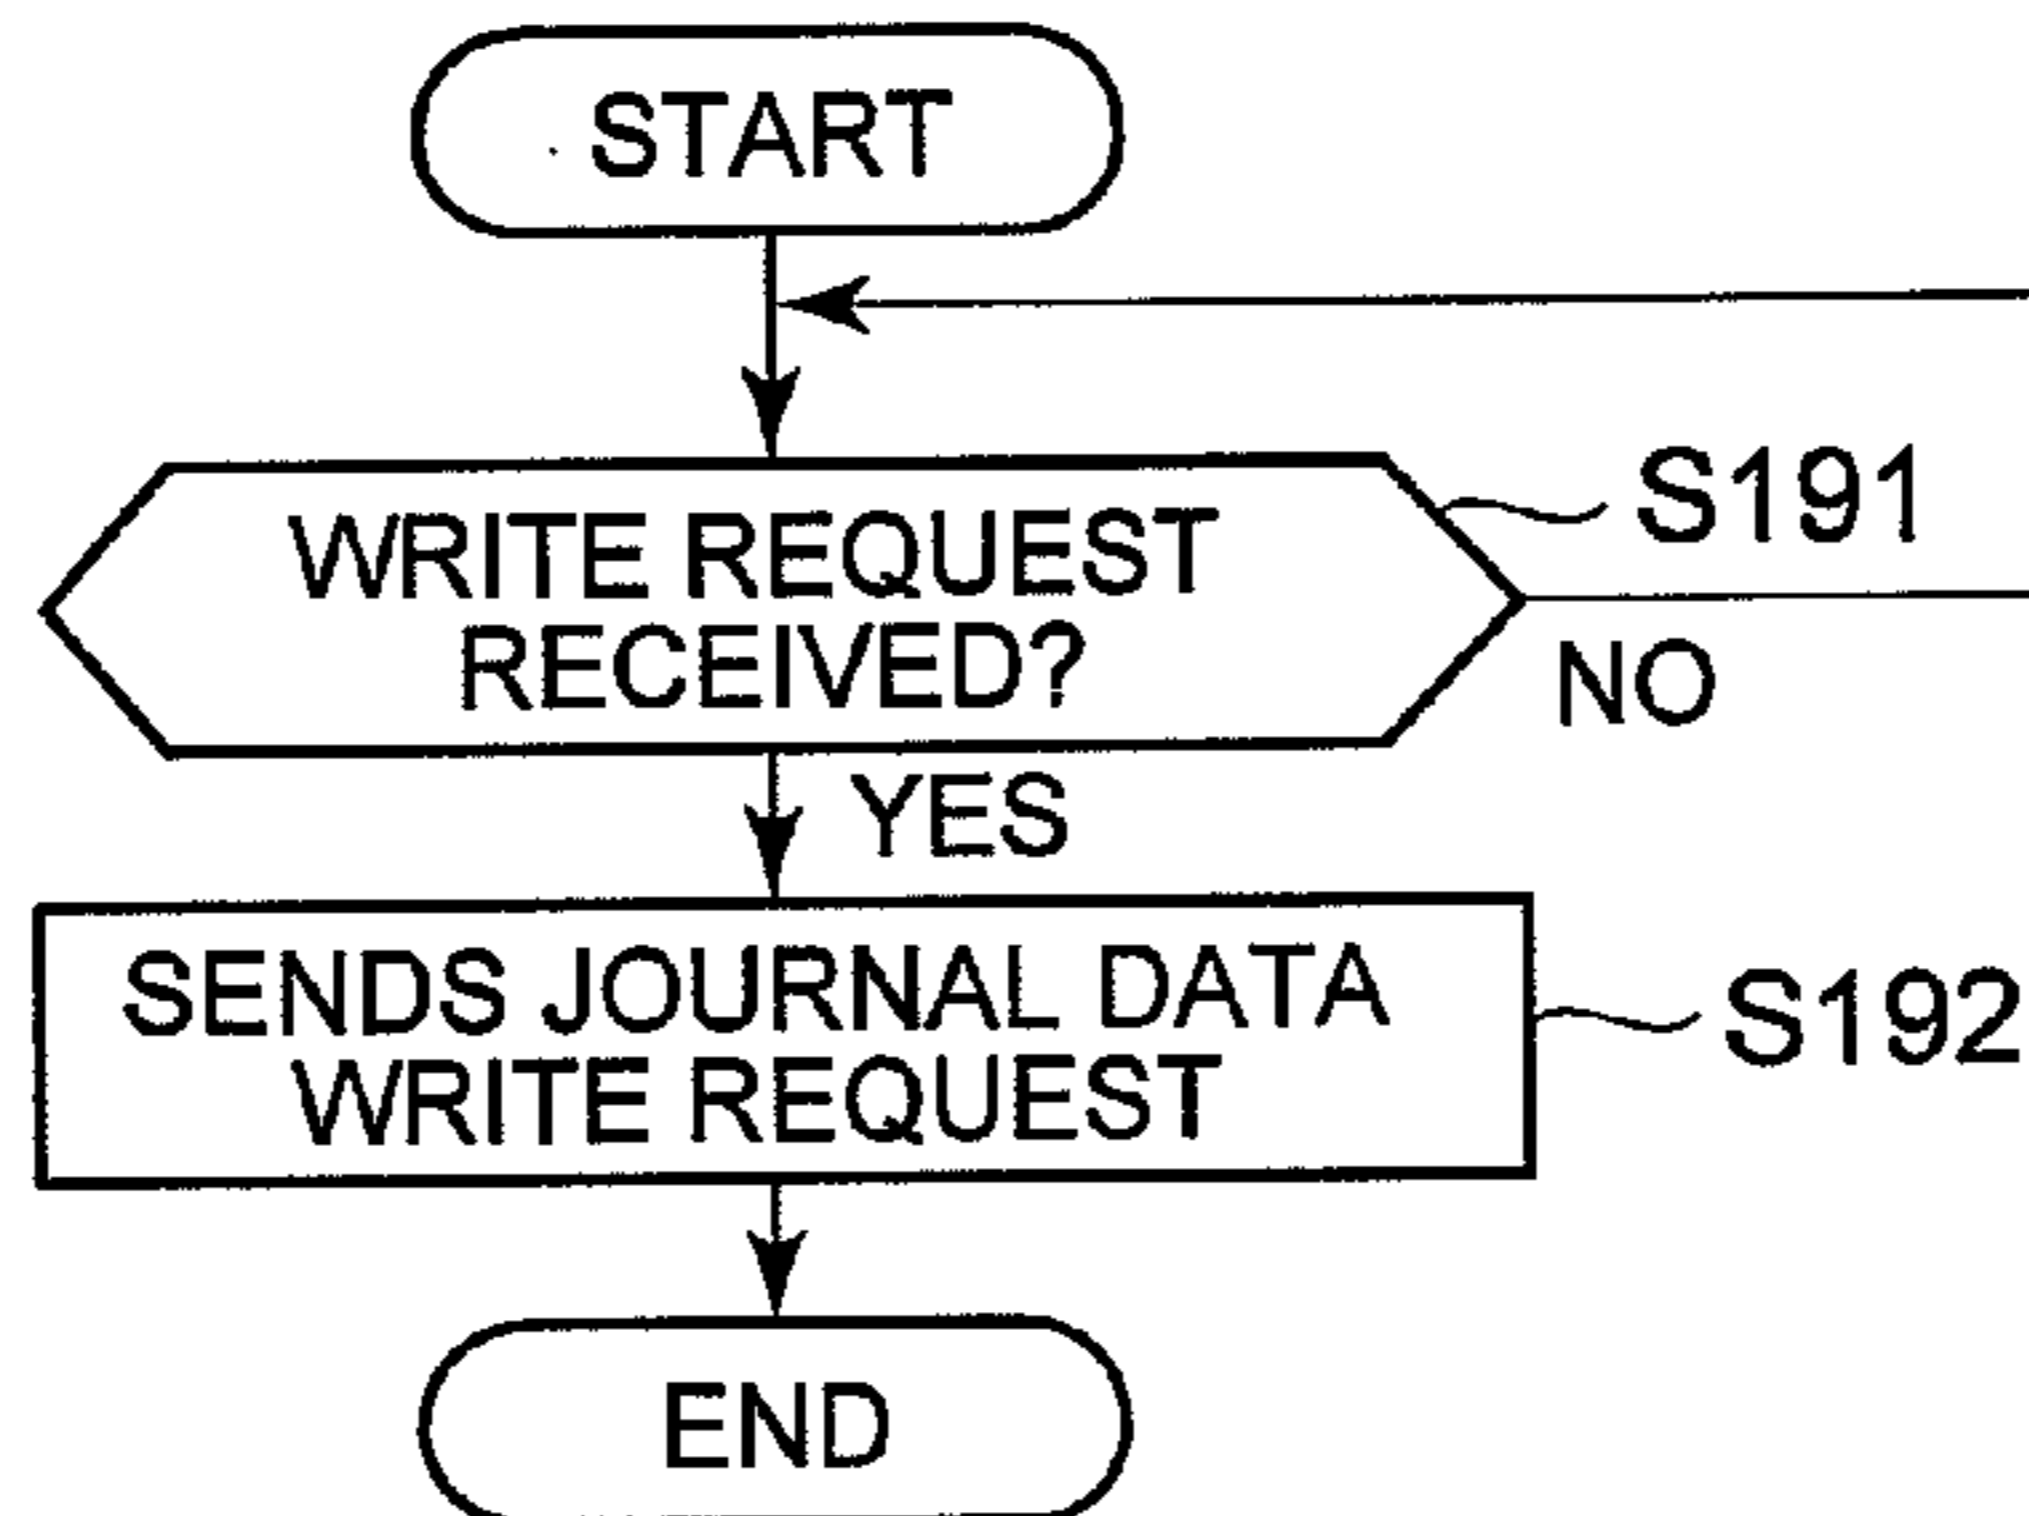 START
WRITE REQUEST
RECEIVED?
S191
NO
YES
SENDS JOURNAL DATA
WRITE REQUEST
S192
END